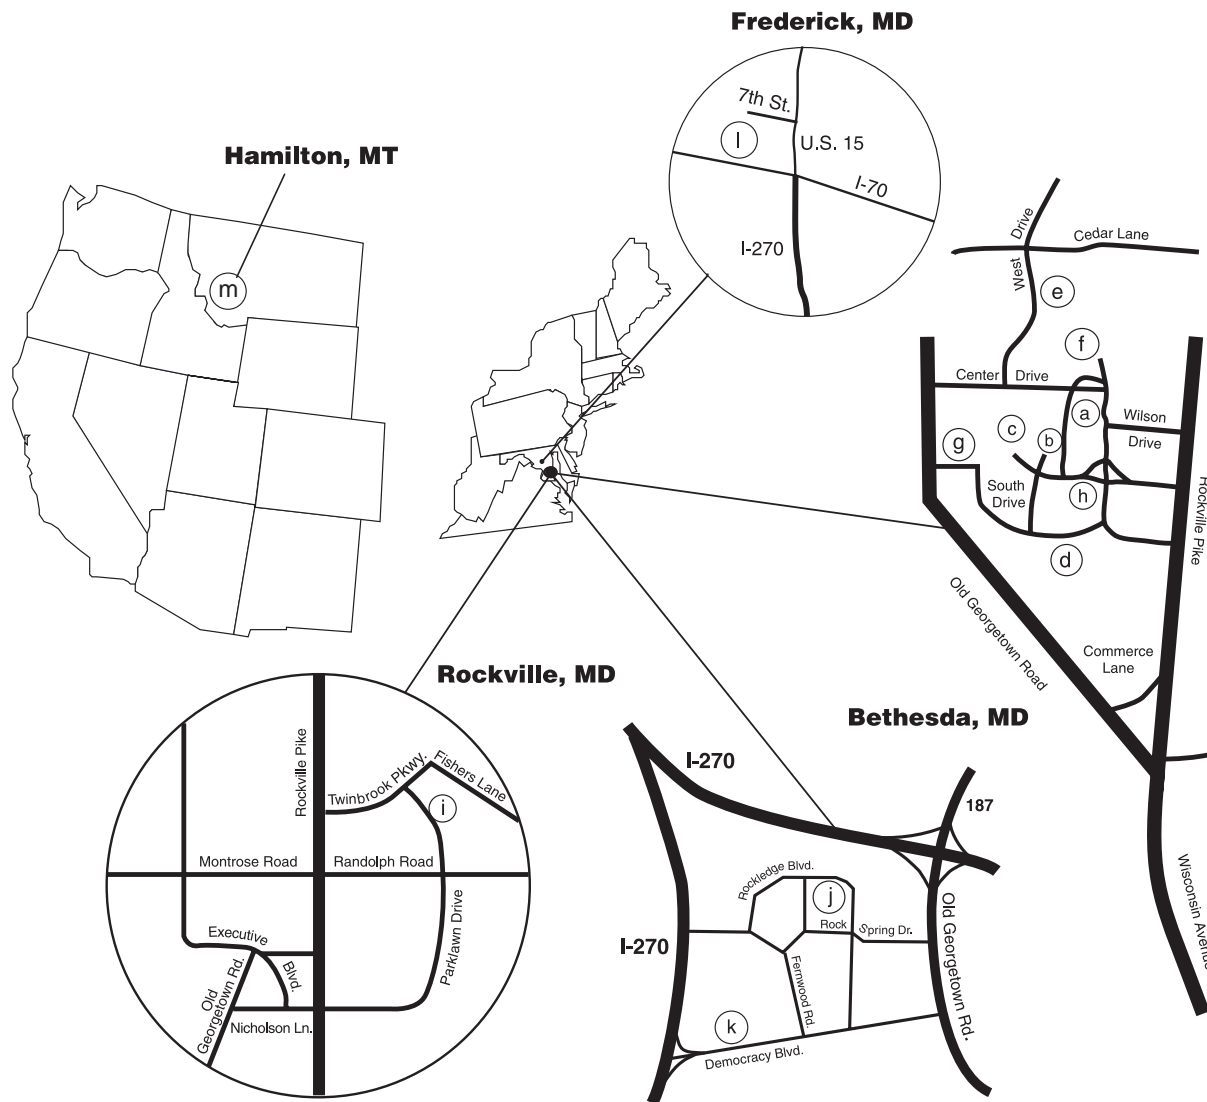 Frederick, MD
7th St.
l
U.S. 15
I-70
I-270
Hamilton, MT
m
Drive
West
Cedar Lane
e
f
Center Drive
a
Wilson
Drive
c
b
g
South
Drive
h
d
Rockville Pike
Old Georgetown Road
Commerce
Lane
Wisconsin Avenue
Rockville, MD
Rockville Pike
Twinbrook Pkwy.
Fishers Lane
i
Montrose Road
Randolph Road
Parklawn Drive
Executive
Blvd.
Old
Georgetown Rd.
Nicholson Ln.
Bethesda, MD
I-270
187
Rockledge Blvd.
j
Rock Spring Dr.
I-270
Fernwood Rd.
Old Georgetown Rd.
k
Democracy Blvd.